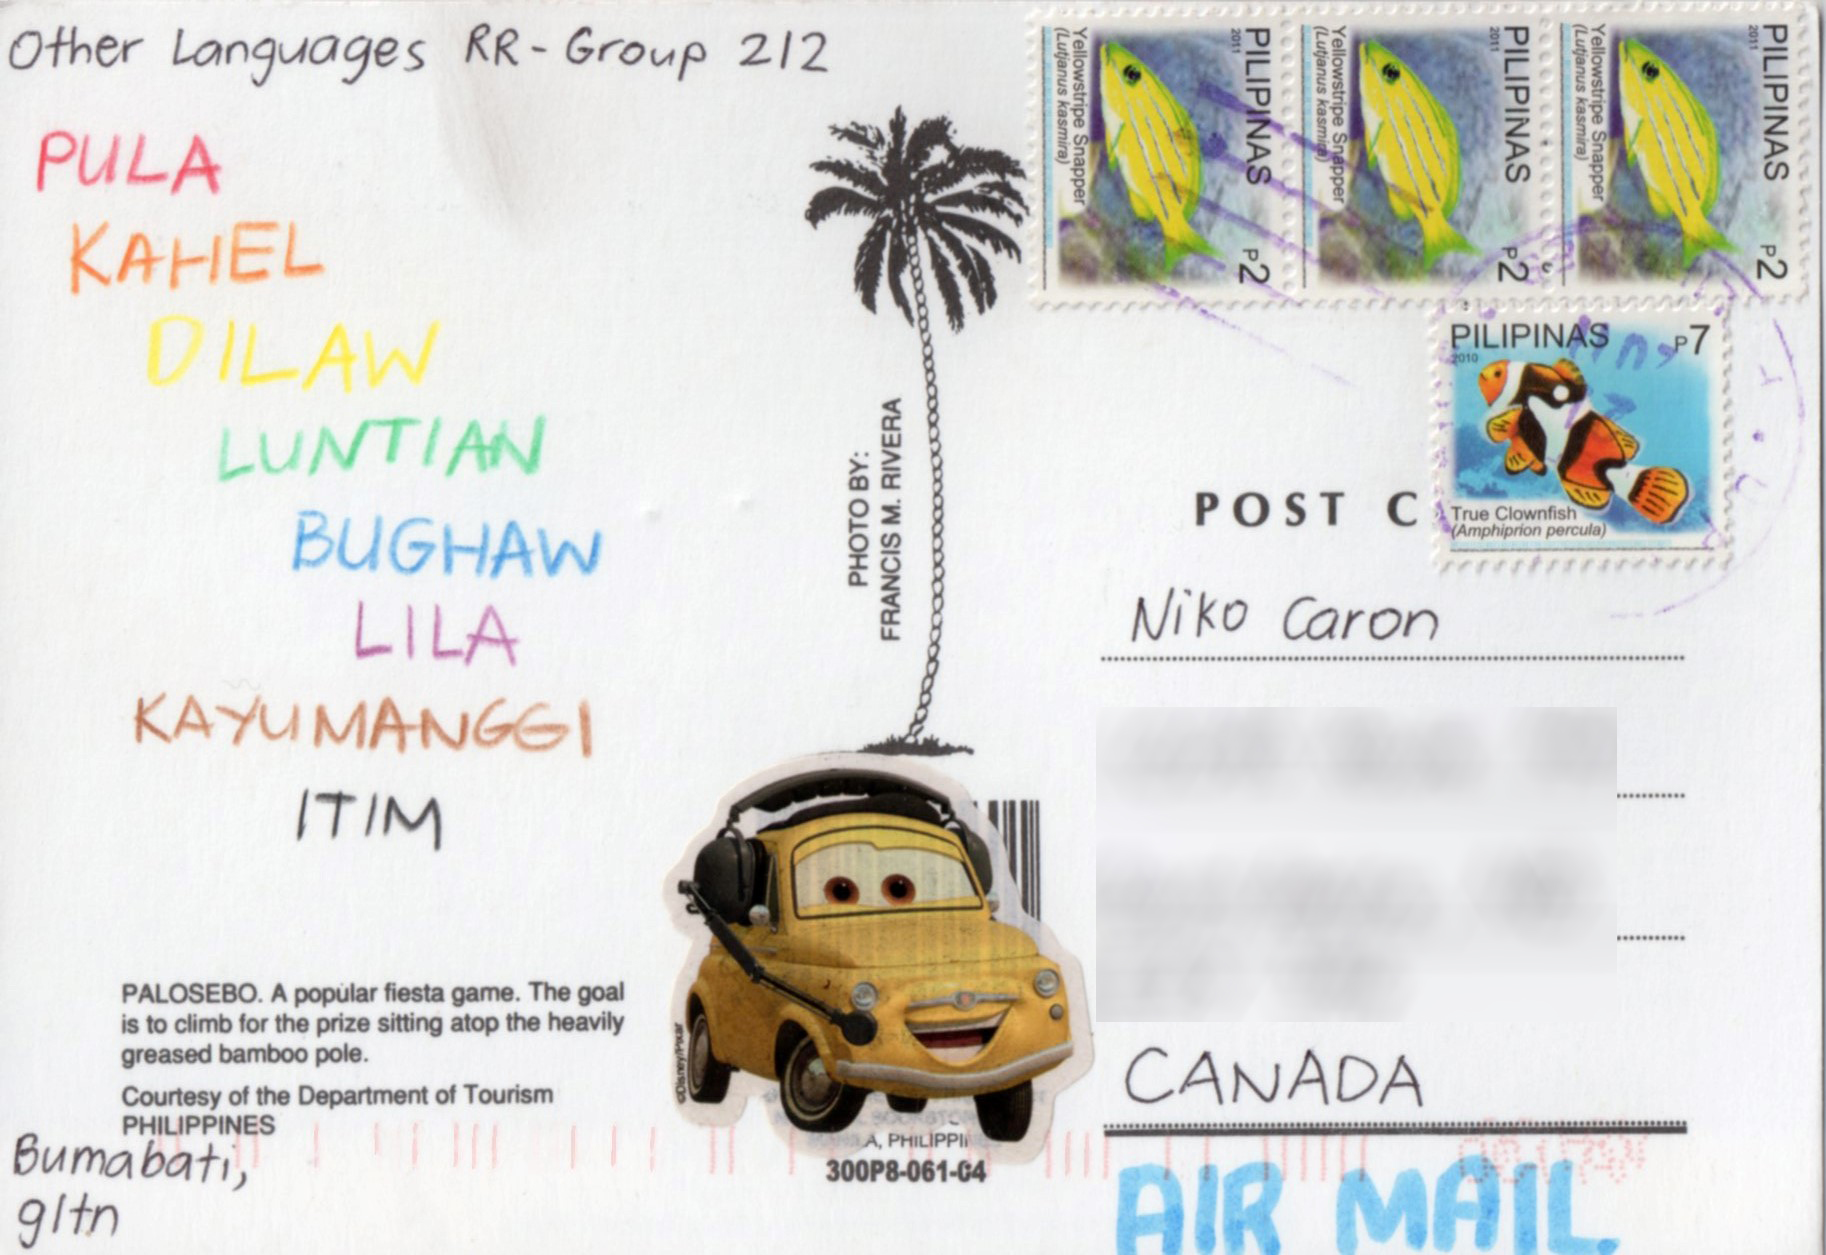 Other Languages RR - Group 212
PULA
KAHEL
DILAW
LUNTIAN
BUGHAW
LILA
KAYUMANGGI
ITIM
PALOSEBO. A popular fiesta game. The goal
is to climb for the prize sitting atop the heavily
greased bamboo pole.
Courtesy of the Department of Tourism
PHILIPPINES
Bumabati,
gltn
PHOTO BY:
FRANCIS M. RIVERA
©Disney/Pixar
MANILA, PHILIPPINE
300P8-061-04
PILIPINAS
2011
Yellowstripe Snapper
(Lutjanus kasmira)
P2
PILIPINAS
2011
Yellowstripe Snapper
(Lutjanus kasmira)
P2
PILIPINAS
2011
Yellowstripe Snapper
(Lutjanus kasmira)
P2
PILIPINAS P7
2010
True Clownfish
(Amphiprion percula)
POST C
Niko Caron
CANADA
AIR MAIL